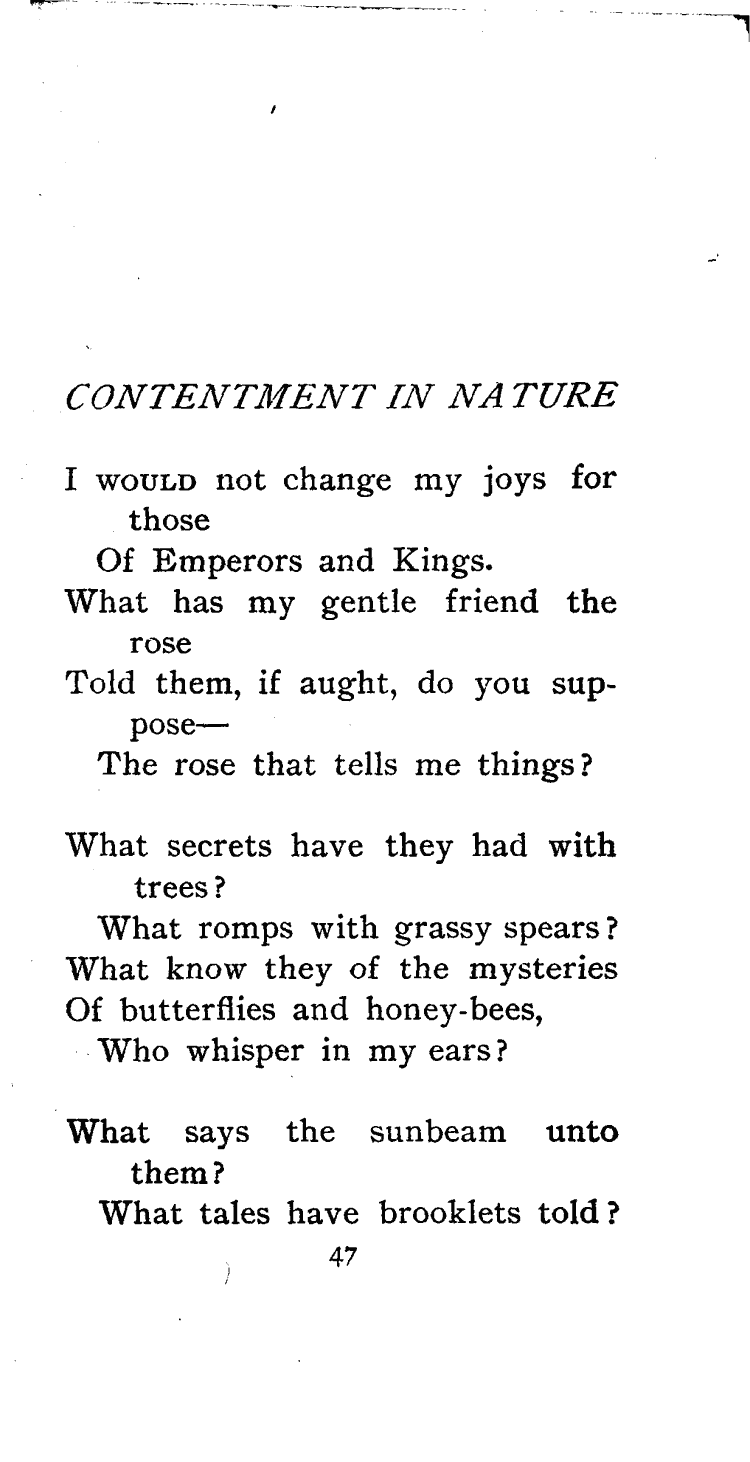 CONTENTMENT IN NATURE
I WOULD not change my joys for
those
Of Emperors and Kings.
What has my gentle friend the
rose
Told them, if aught, do you sup-
pose—
The rose that tells me things?
What secrets have they had with
trees?
What romps with grassy spears?
What know they of the mysteries
Of butterflies and honey-bees,
Who whisper in my ears?
What says the sunbeam unto
them?
What tales have brooklets told?
47